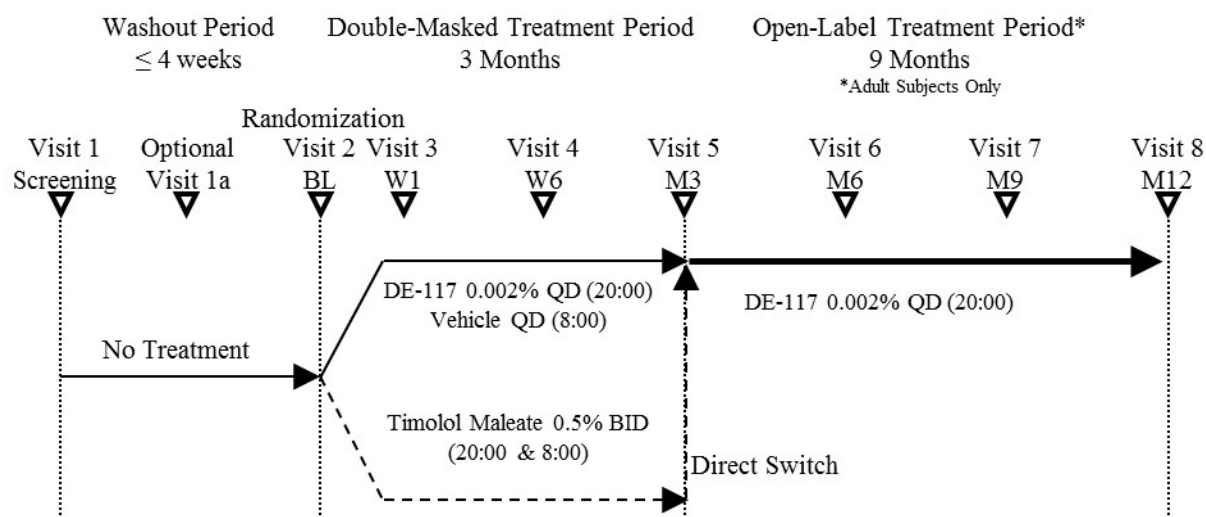 Washout Period
≤ 4 weeks
Double-Masked Treatment Period
3 Months
Open-Label Treatment Period*
9 Months
*Adult Subjects Only
Randomization
Visit 1
Screening
Optional
Visit 1a
Visit 2
BL
Visit 3
W1
Visit 4
W6
Visit 5
M3
Visit 6
M6
Visit 7
M9
Visit 8
M12
No Treatment
DE-117 0.002% QD (20:00)
Vehicle QD (8:00)
DE-117 0.002% QD (20:00)
Timolol Maleate 0.5% BID
(20:00 & 8:00)
Direct Switch